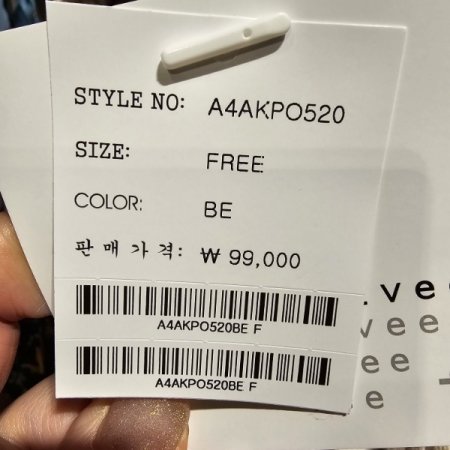 STYLE NO: A4AKPO520
SIZE: FREE
COLOR: BE
판매가격: ₩ 99,000
A4AKPO520BE F
A4AKPO520BE F
vee
vee
ee
e